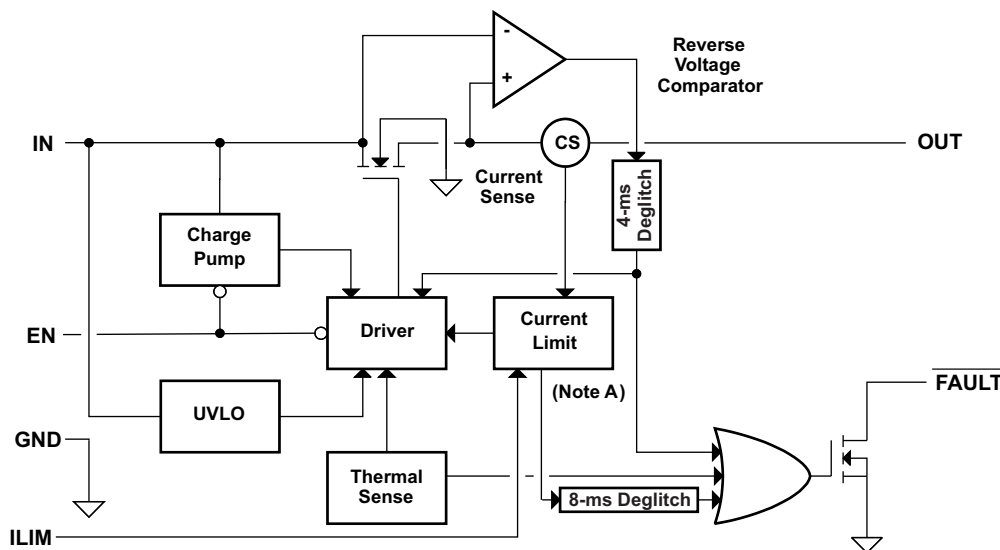 -
+
Reverse
Voltage
Comparator
IN
CS
OUT
Current
Sense
4-ms
Deglitch
Charge
Pump
EN
Driver
Current
Limit
(Note A)
FAULT
UVLO
GND
Thermal
Sense
8-ms Deglitch
ILIM